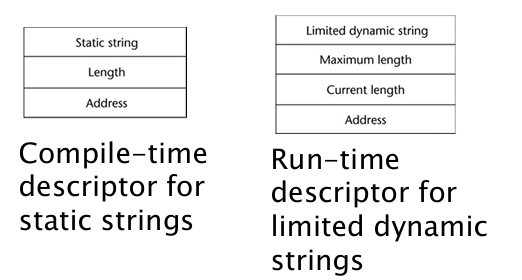 Static string
Length
Address
Compile-time
descriptor for
static strings
Limited dynamic string
Maximum length
Current length
Address
Run-time
descriptor for
limited dynamic
strings